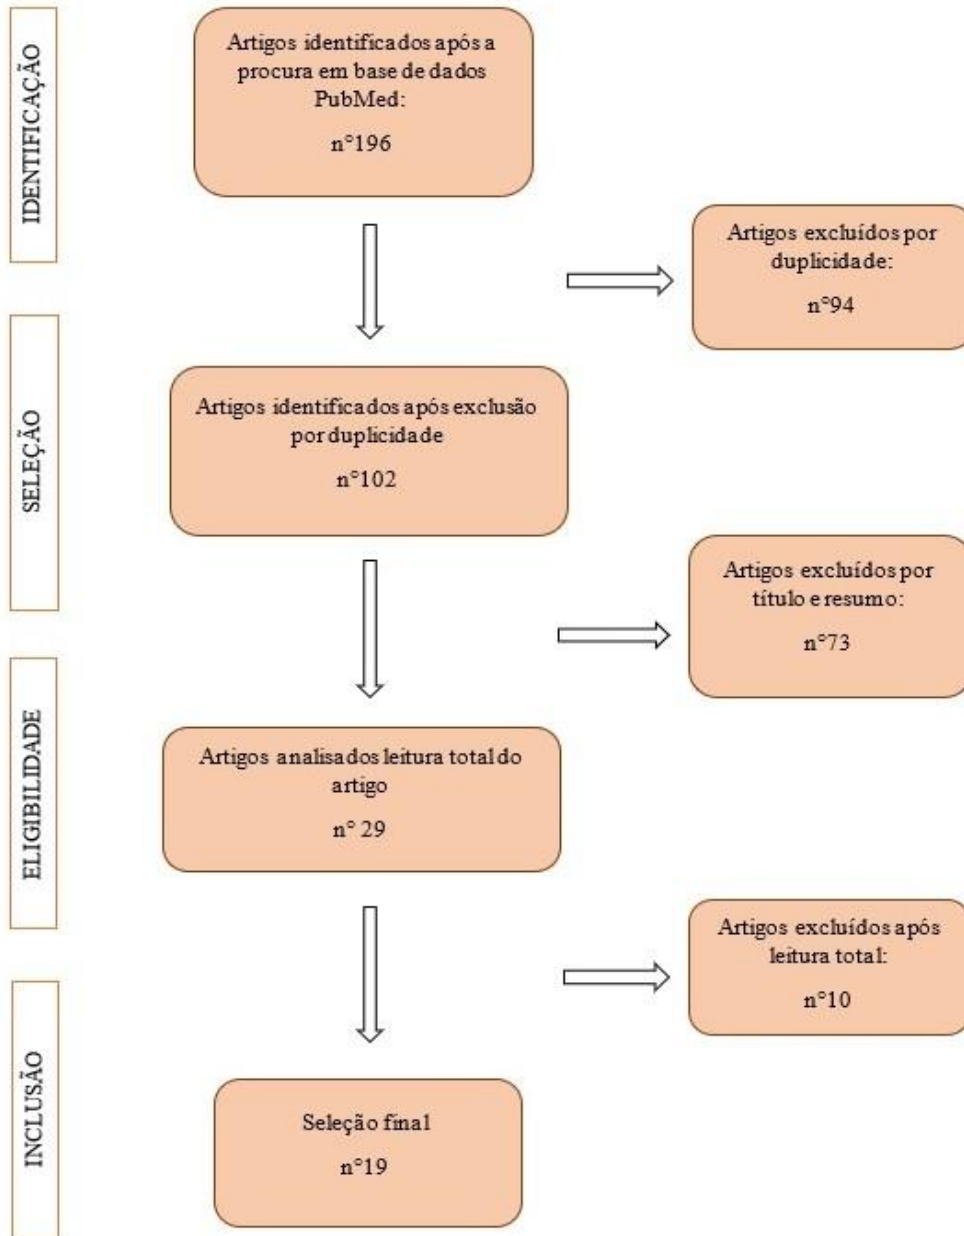 IDENTIFICAÇÃO
Artigos identificados após a
procura em base de dados
PubMed:
n°196
Artigos excluídos por
duplicidade:
n°94
SELEÇÃO
Artigos identificados após exclusão
por duplicidade
n°102
Artigos excluídos por
título e resumo:
n°73
ELIGIBILIDADE
Artigos analisados leitura total do
artigo
n° 29
Artigos excluídos após
leitura total:
n°10
INCLUSÃO
Seleção final
n°19